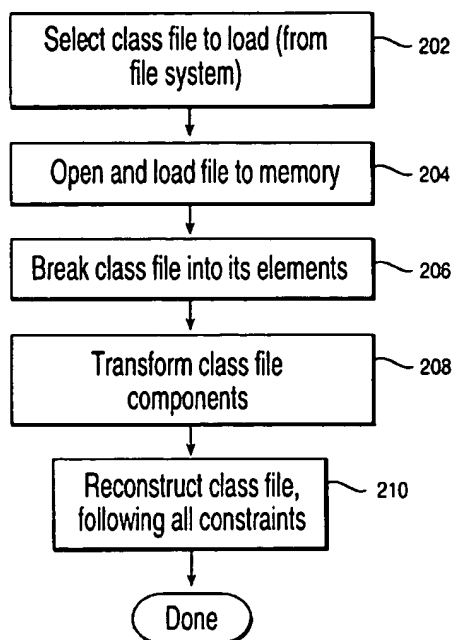 Select class file to load (from
file system)
202
Open and load file to memory
204
Break class file into its elements
206
Transform class file
components
208
Reconstruct class file,
following all constraints
210
Done